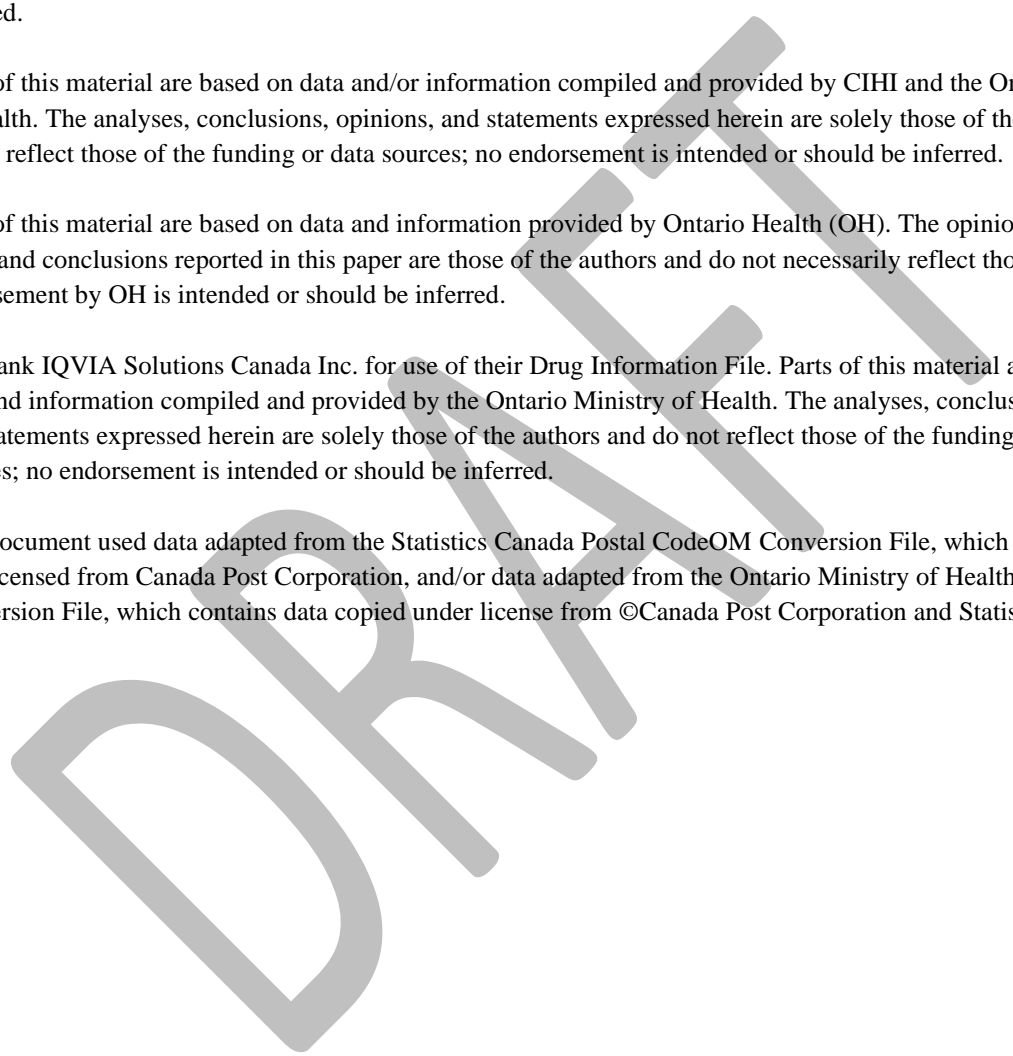 ed.
of this material are based on data and/or information compiled and provided by CIHI and the On
alth. The analyses, conclusions, opinions, and statements expressed herein are solely those of the
reflect those of the funding or data sources; no endorsement is intended or should be inferred.
of this material are based on data and information provided by Ontario Health (OH). The opinio
and conclusions reported in this paper are those of the authors and do not necessarily reflect tho
sement by OH is intended or should be inferred.
ank IQVIA Solutions Canada Inc. for use of their Drug Information File. Parts of this material a
nd information compiled and provided by the Ontario Ministry of Health. The analyses, conclus
tatements expressed herein are solely those of the authors and do not reflect those of the funding
es; no endorsement is intended or should be inferred.
ocument used data adapted from the Statistics Canada Postal CodeOM Conversion File, which
icensed from Canada Post Corporation, and/or data adapted from the Ontario Ministry of Health
ersion File, which contains data copied under license from ©Canada Post Corporation and Statis
DRAFT